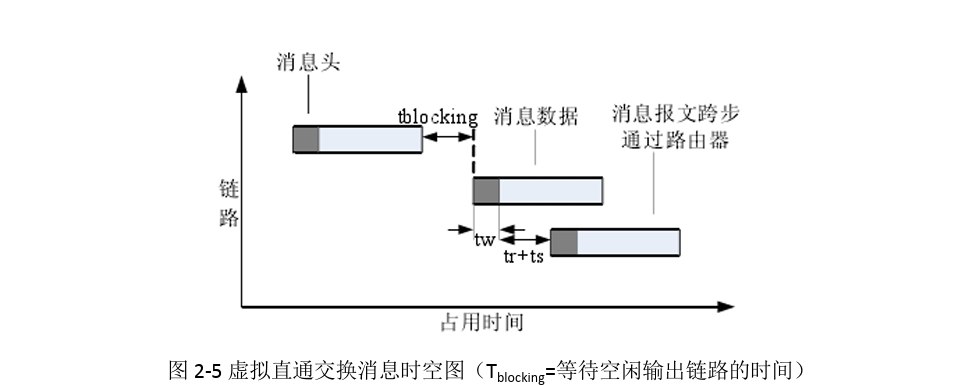 消息头
tblocking
消息数据
消息报文跨步
通过路由器
链
路
tw
tr+ts
占用时间
图 2-5 虚拟直通交换消息时空图（Tblocking=等待空闲输出链路的时间）